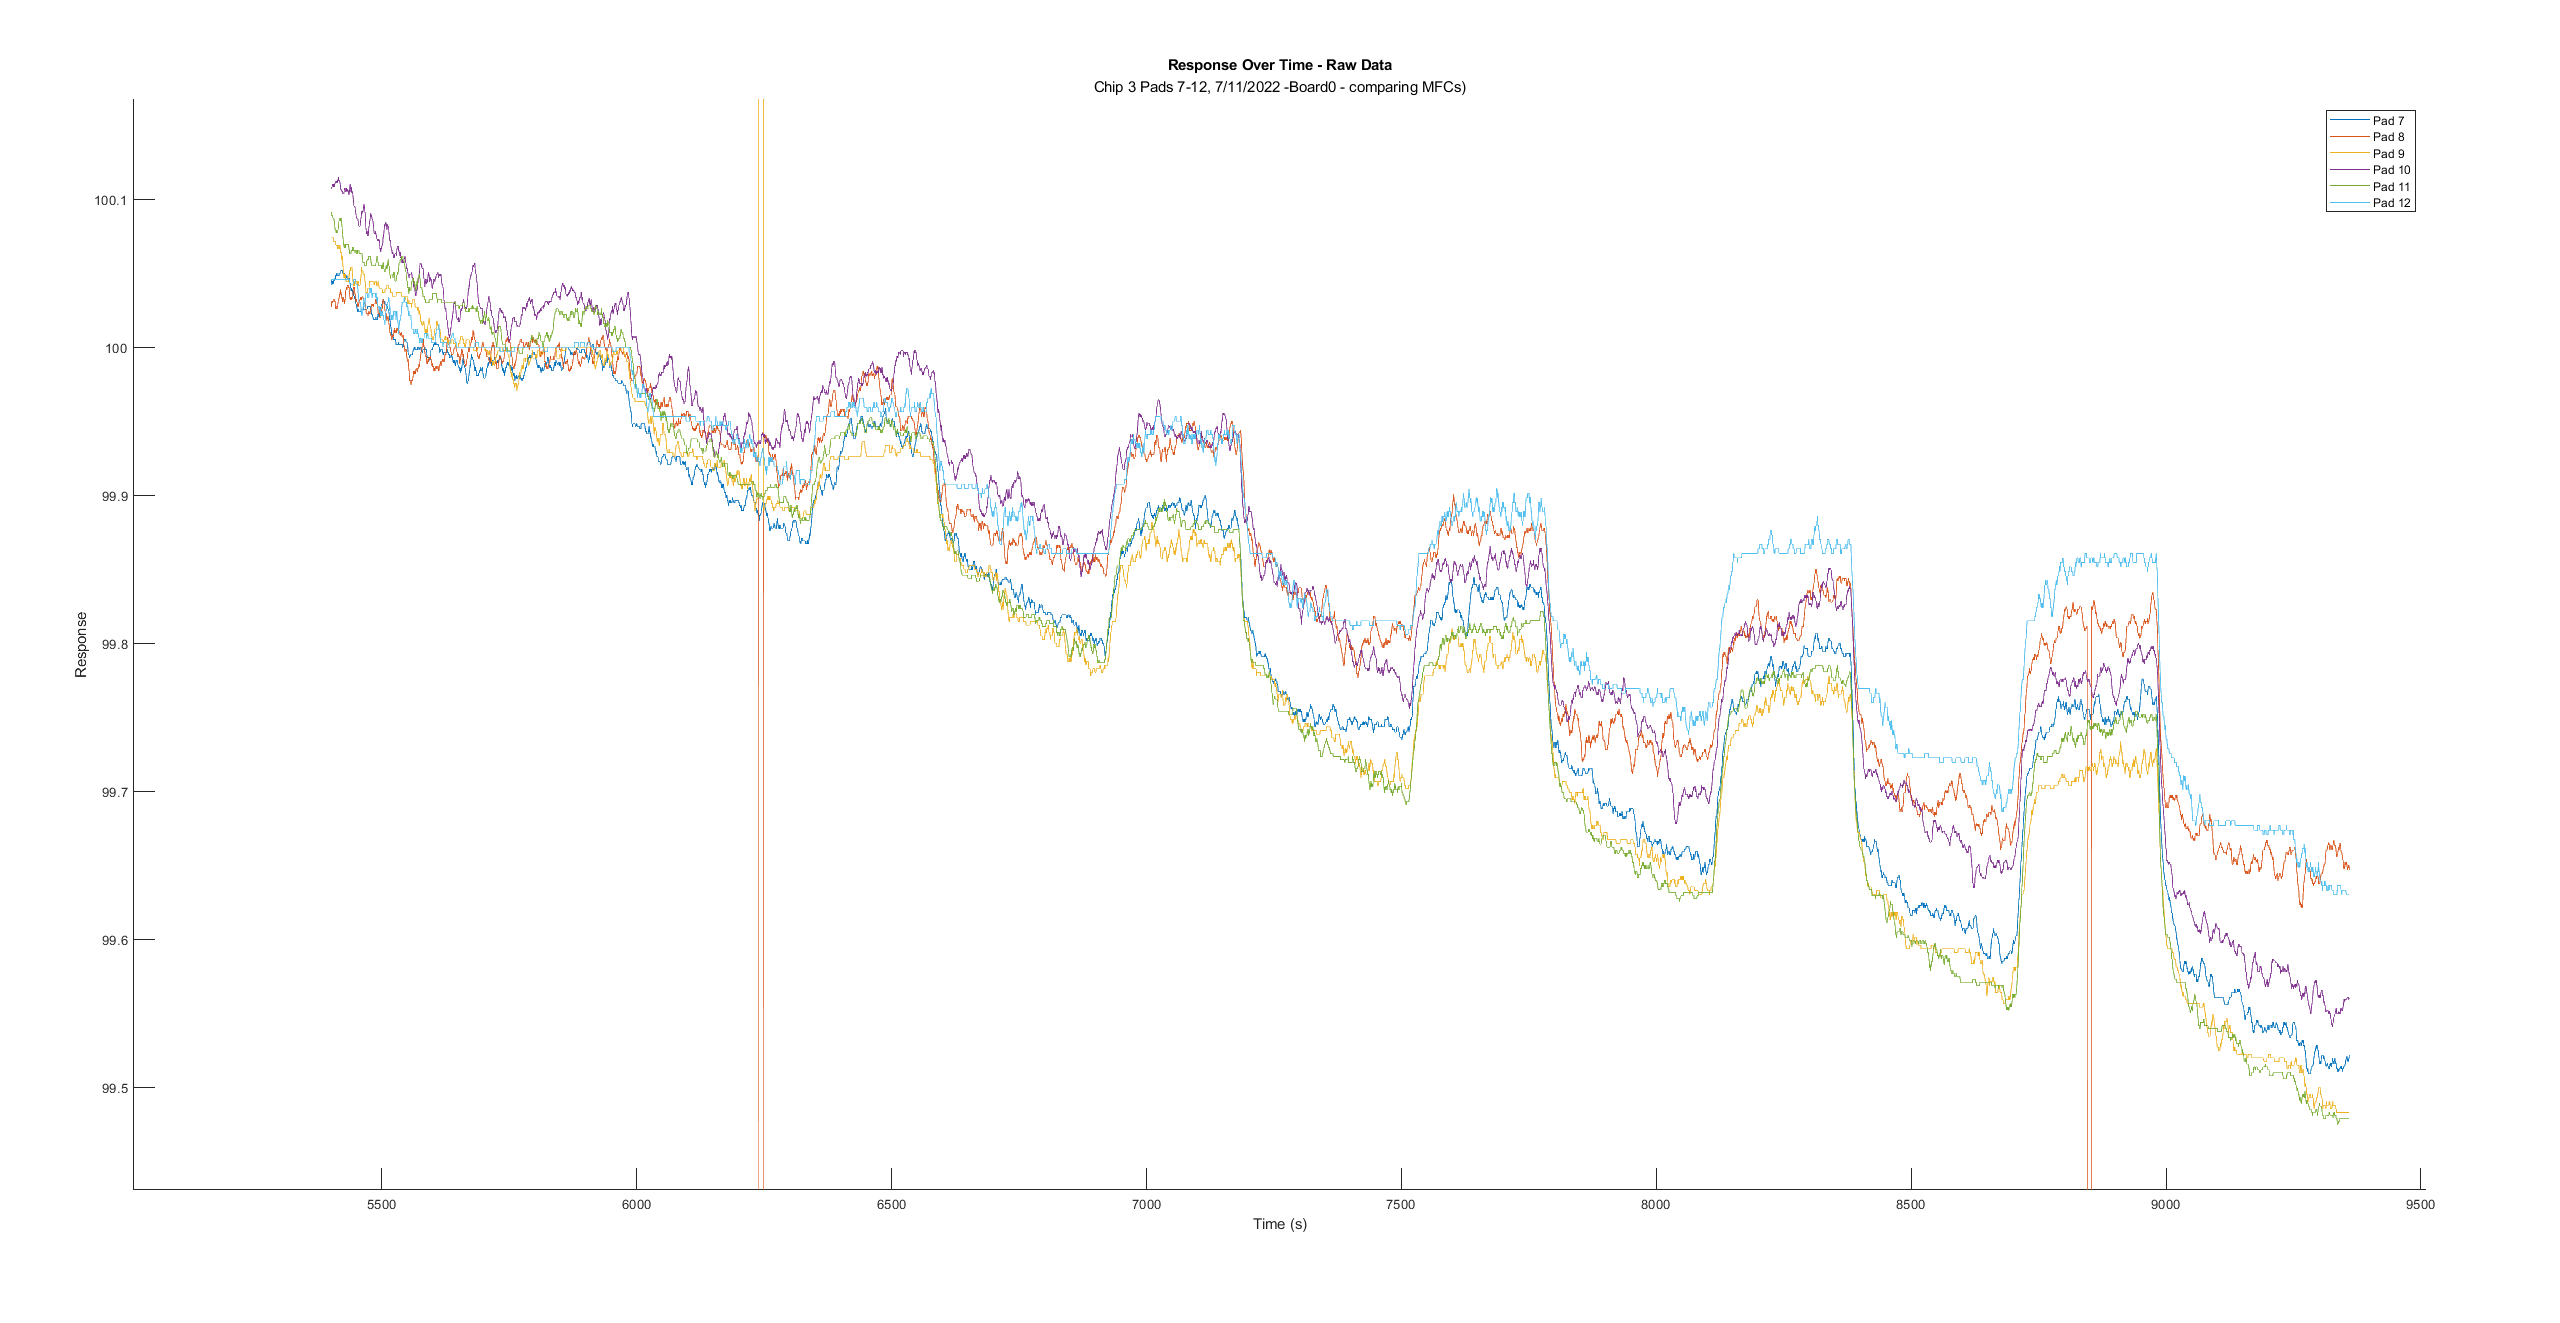 Response Over Time - Raw Data
Chip 3 Pads 7-12, 7/11/2022 -Board0 - comparing MFCs)
Pad 7
Pad 8
Pad 9
Pad 10
Pad 11
Pad 12
100.1
100
99.9
99.8
99.7
99.6
99.5
Response
5500 6000 6500 7000 7500 8000 8500 9000 9500
Time (s)